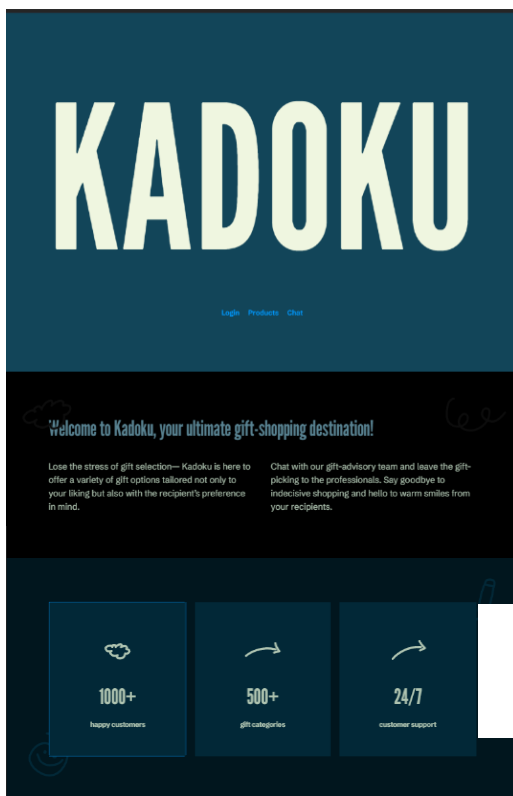 KADOKU
Login Products Chat
Welcome to Kadoku, your ultimate gift-shopping destination!
Lose the stress of gift selection— Kadoku is here to
offer a variety of gift options tailored not only to
your liking but also with the recipient's preference
in mind.
Chat with our gift-advisory team and leave the gift-
picking to the professionals. Say goodbye to
indecisive shopping and hello to warm smiles from
your recipients.
1000+
happy customers
500+
gift categories
24/7
customer support